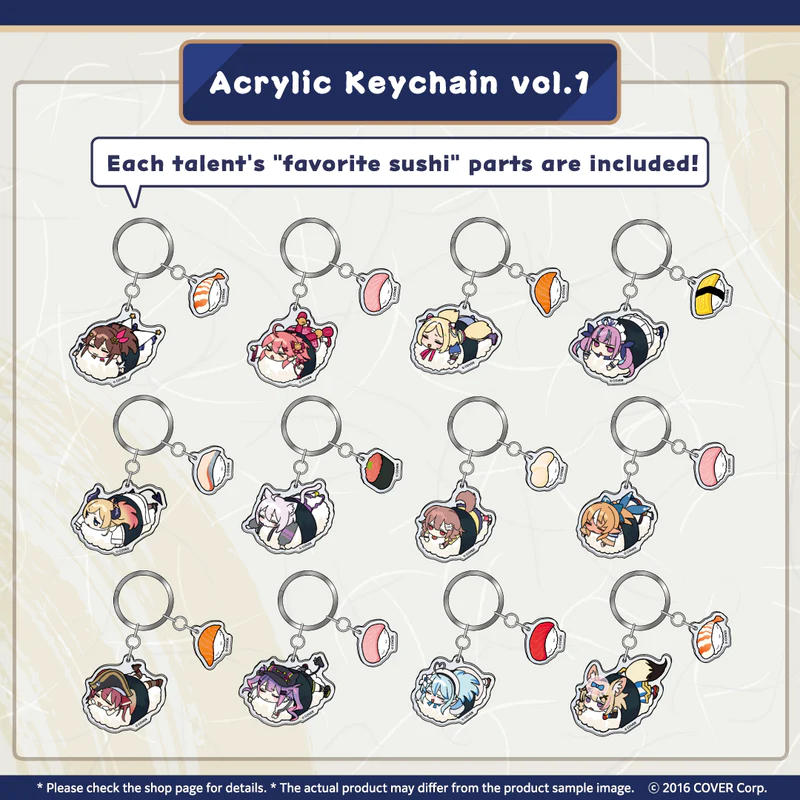 Acrylic Keychain vol.1
Each talent's "favorite sushi" parts are included!
* Please check the shop page for details. * The actual product may differ from the product sample image. © 2016 COVER Corp.